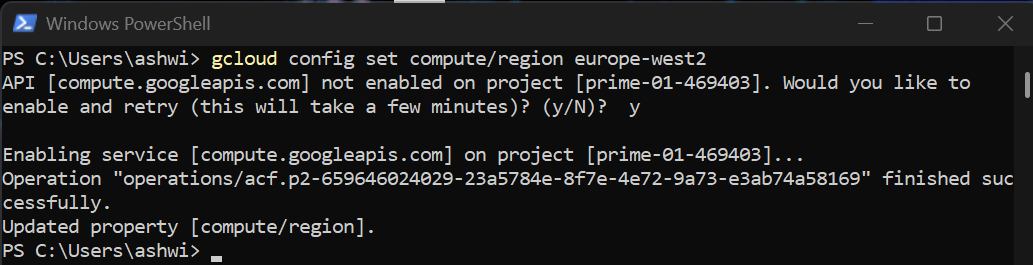 Windows PowerShell
PS C:\Users\ashwi> gcloud config set compute/region europe-west2
API [compute.googleapis.com] not enabled on project [prime-01-469403]. Would you like to
enable and retry (this will take a few minutes)? (y/N)?  y

Enabling service [compute.googleapis.com] on project [prime-01-469403]...
Operation "operations/acf.p2-659646024029-23a5784e-8f7e-4e72-9a73-e3ab74a58169" finished suc
cessfully.
Updated property [compute/region].
PS C:\Users\ashwi>